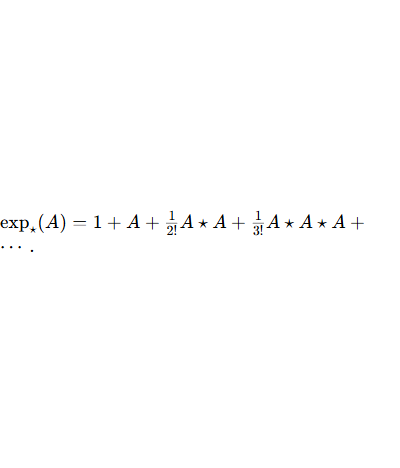 exp⋆(A) = 1 + A + 1/2! A ⋆ A + 1/3! A ⋆ A ⋆ A +
⋯ .